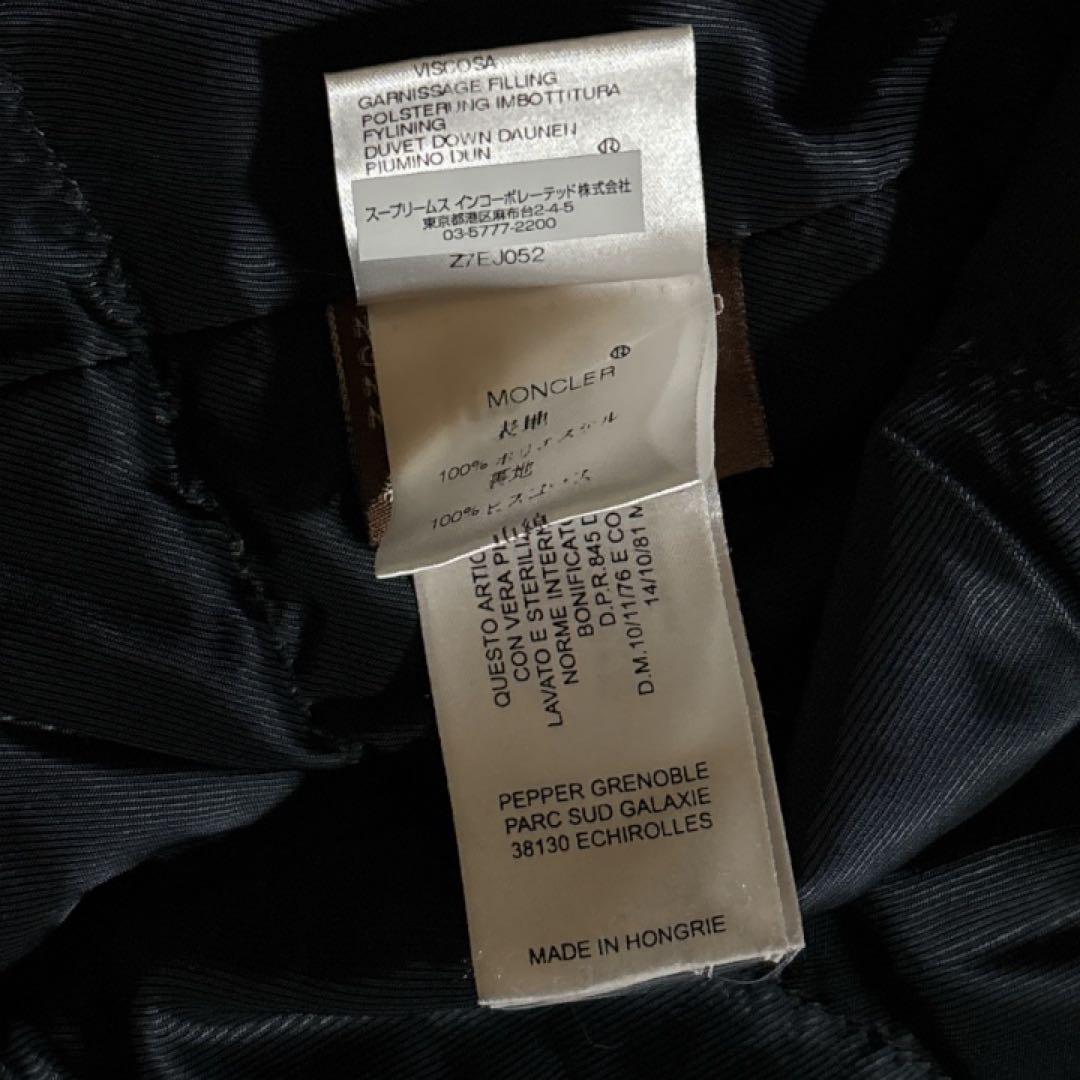 VISCOSA
GARNISSAGE FILLING
POLSTERUNG IMBOTTITURA
FYLINING
DUVET DOWN DAUNEN
PIUMINO DUN
スープリームス インコーポレーテッド株式会社
東京都港区麻布台2-4-5
03-5777-2200
Z7EJ052
MONCLER
表地
100% ポリエステル
裏地
100% ビスコース
QUESTO ARTIC
CON VERA PI
LAVATO E STERILI
NORME INTERN
BONIFICATO
D.P.R.845 D
D.M.10/11/76 E CO
14/10/81 M
PEPPER GRENOBLE
PARC SUD GALAXIE
38130 ECHIROLLES
MADE IN HONGRIE